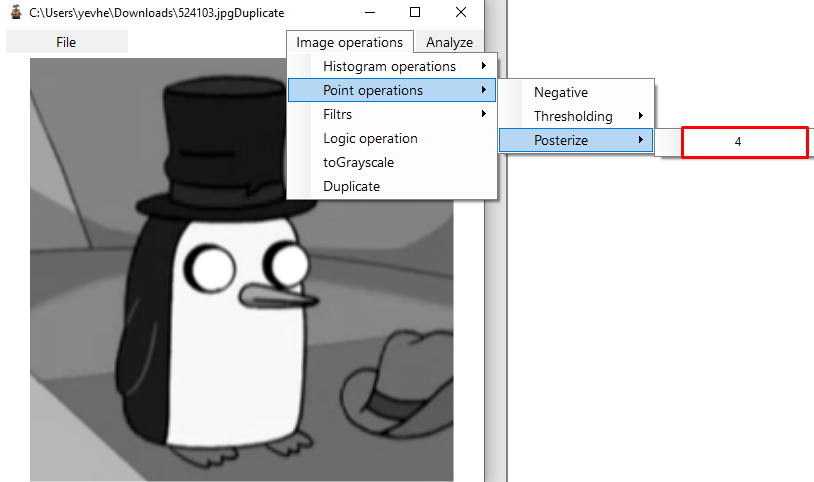 C:\Users\yevhe\Downloads\524103.jpgDuplicate
File Image operations Analyze
Histogram operations
Point operations
Filtrs
Logic operation
toGrayscale
Duplicate
Negative
Thresholding
Posterize
4